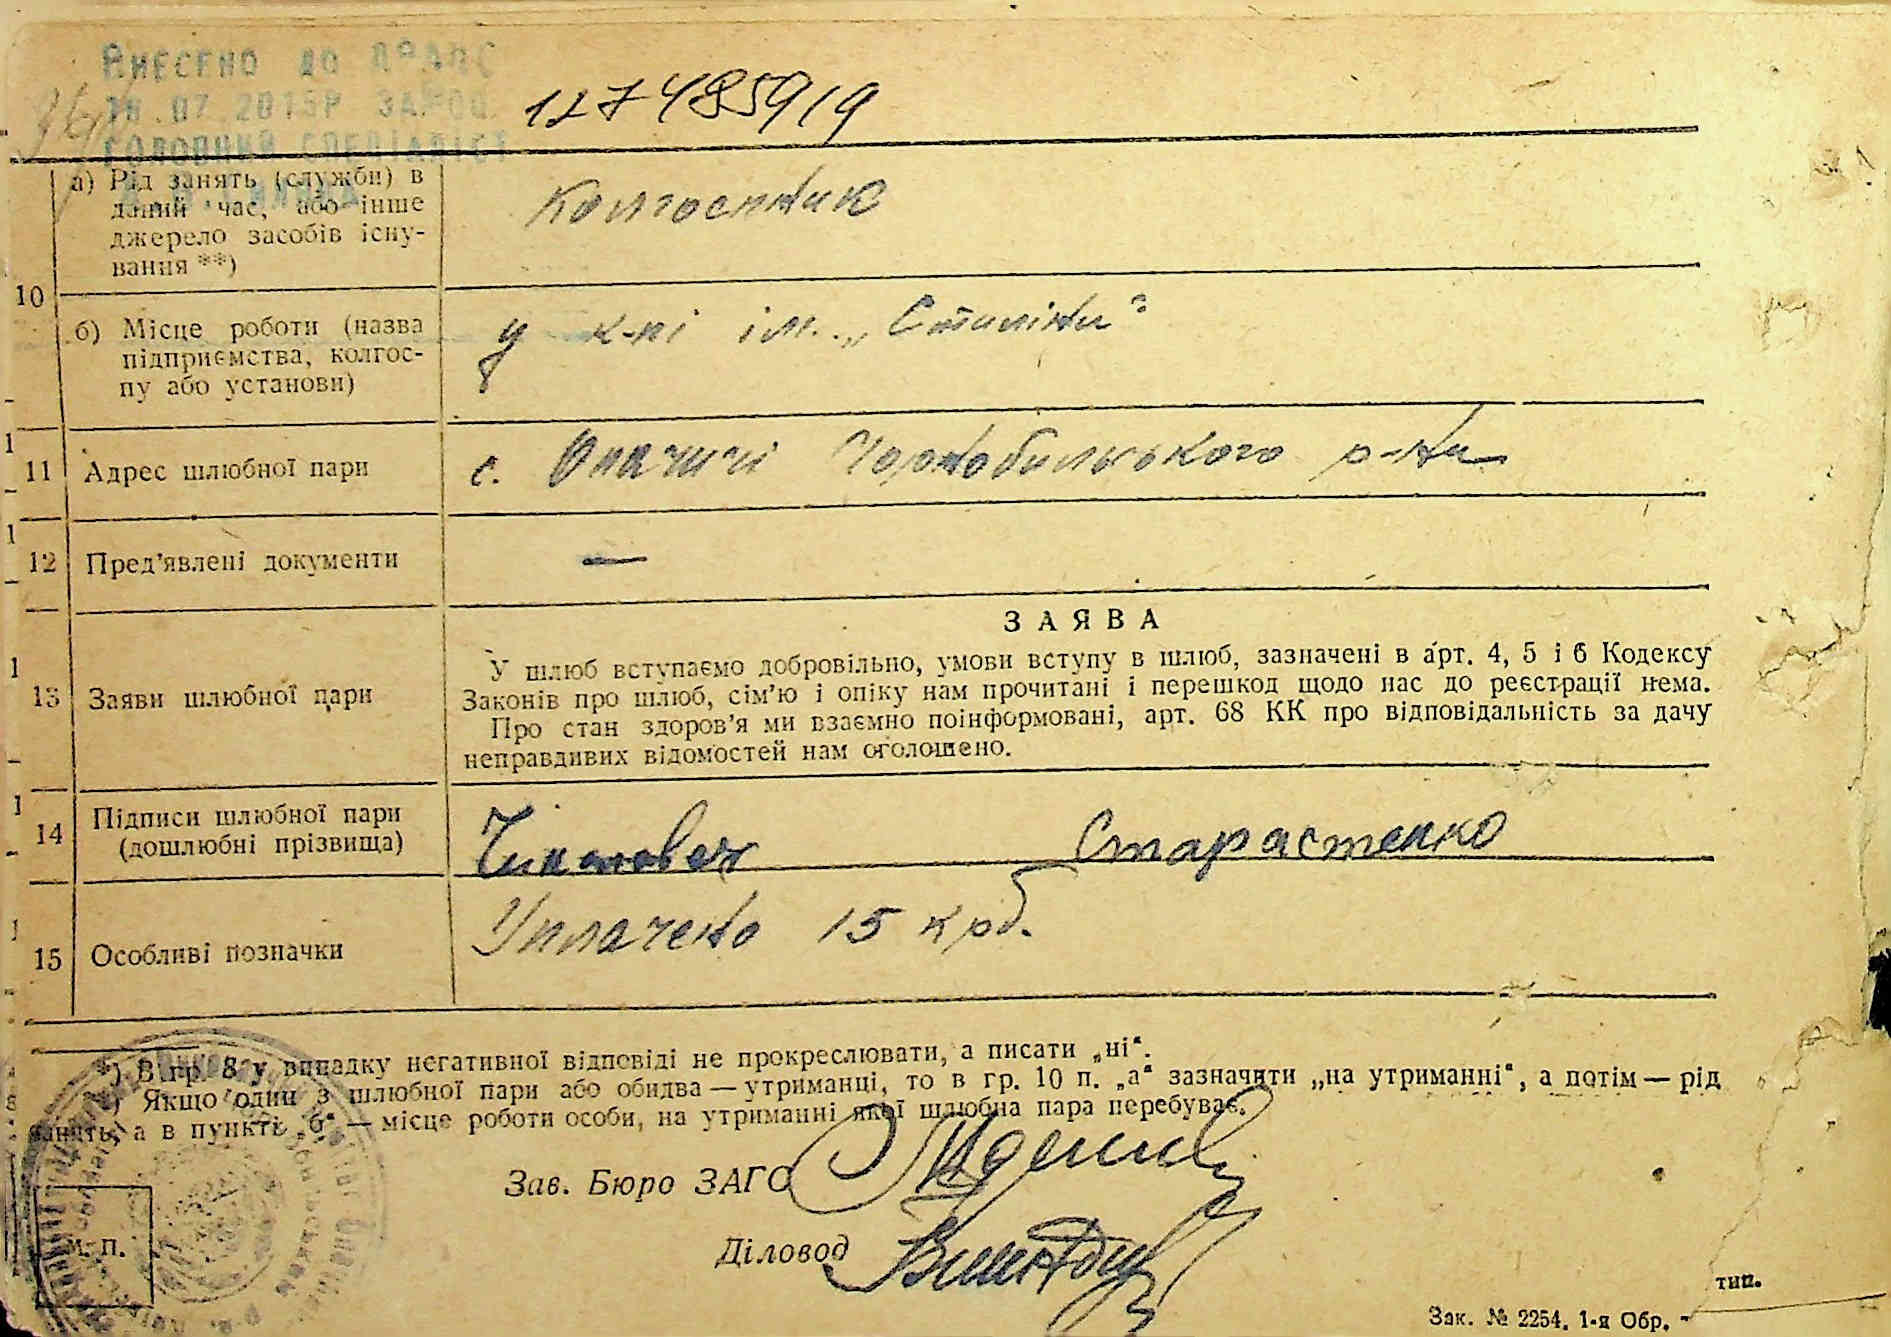 Внесено до ДРАЦС
07 2015р
головний спеціаліст
127485919
10
а) Рід занять (служби) в
даний час, або інше
джерело засобів існу-
вання **)
Колгоспник
б) Місце роботи (назва
підприємства, колгос-
пу або установи)
у к-пі ім. „Сталіна"
11
Адрес шлюбної пари
с. Опачичі Чорнобильського р-на
12
Пред'явлені документи
—
ЗАЯВА
13
Заяви шлюбної пари
У шлюб вступаємо добровільно, умови вступу в шлюб, зазначені в арт. 4, 5 і 6 Кодексу
Законів про шлюб, сім'ю і опіку нам прочитані і перешкод щодо нас до реєстрації нема.
Про стан здоров'я ми взаємно поінформовані, арт. 68 КК про відповідальність за дачу
неправдивих відомостей нам оголошено.
14
Підписи шлюбної пари
(дошлюбні прізвища)
Старастенко
15
Особливі позначки
Уплачено 15 крб.
*) В гр. 8 у випадку негативної відповіді не прокреслювати, а писати „ні".
**) Якщо один з шлюбної пари або обидва — утриманці, то в гр. 10 п. „а" зазначити „на утриманні", а потім — рід
занять, а в пункті „б" — місце роботи особи, на утриманні якої шлюбна пара перебуває.
Зав. Бюро ЗАГС
Діловод
М. П.
тип.
Зак. № 2254. 1-я Обр.